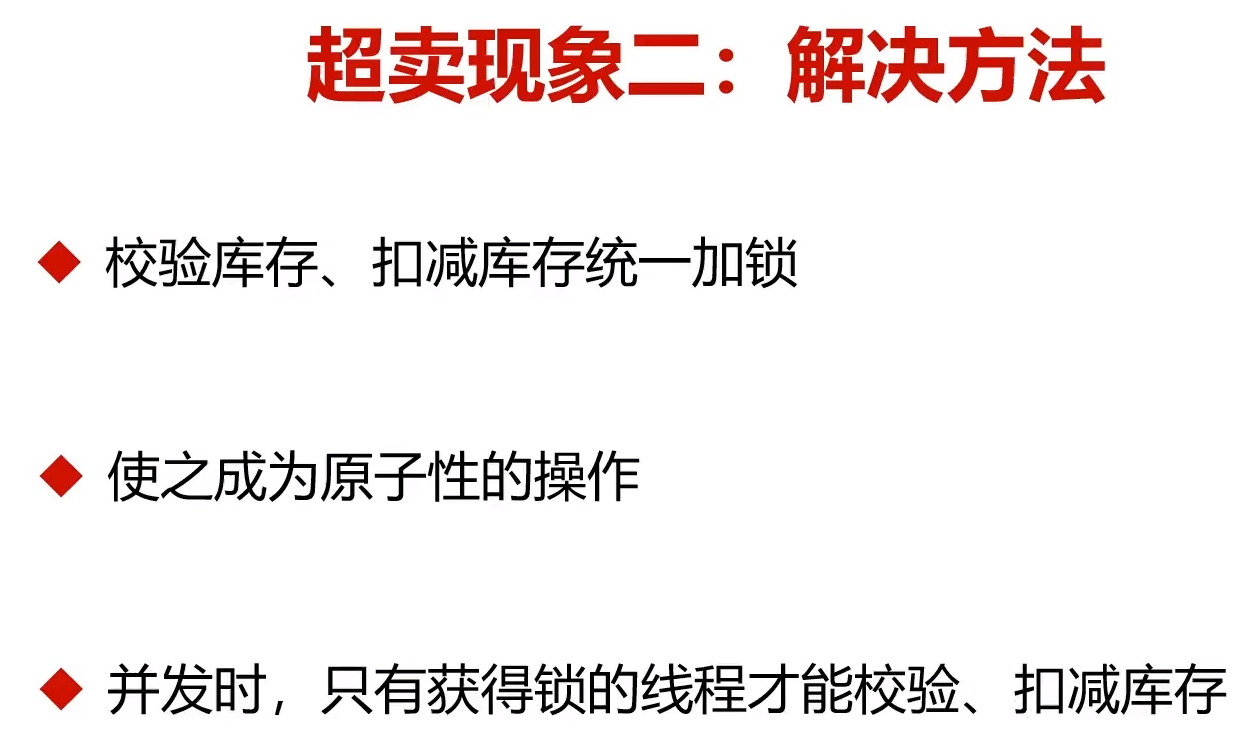 超卖现象二：解决方法
校验库存、扣减库存统一加锁
使之成为原子性的操作
并发时，只有获得锁的线程才能校验、扣减库存